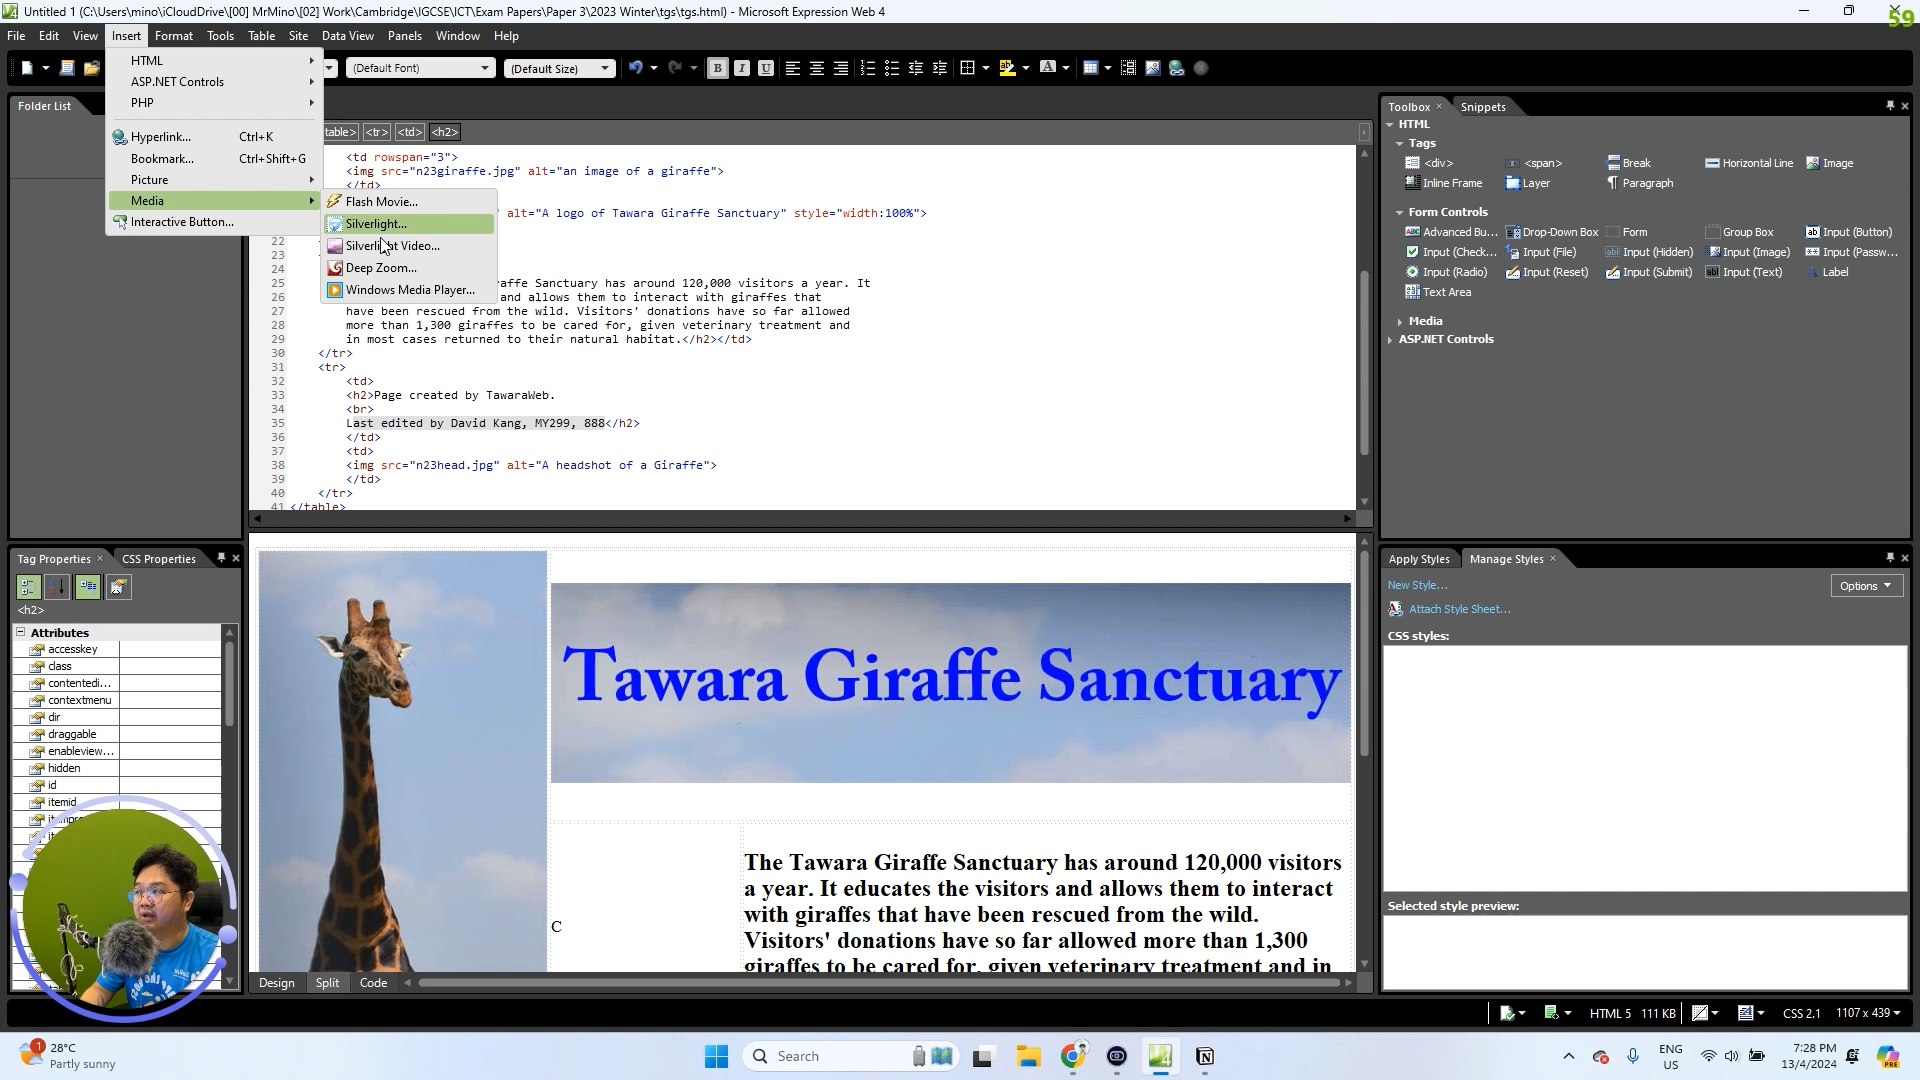 Untitled 1 (C:\Users\mino\iCloudDrive\[00] MrMino\[02] Work\Cambridge\IGCSE\ICT\Exam Papers\Paper 3\2023 Winter\tgs\tgs.html) - Microsoft Expression Web 4
59
File Edit View Insert Format Tools Table Site Data View Panels Window Help
(Default Font) (Default Size)
HTML
ASP.NET Controls
PHP
Hyperlink... Ctrl+K
Bookmark... Ctrl+Shift+G
Picture
Media
Interactive Button...
Flash Movie...
Silverlight...
Silverlight Video...
Deep Zoom...
Windows Media Player...
Folder List
table> <tr> <td> <h2>
<td rowspan="3">
<img src="n23giraffe.jpg" alt="an image of a giraffe">
</td>
alt="A logo of Tawara Giraffe Sanctuary" style="width:100%">
22
23
24
25 raffe Sanctuary has around 120,000 visitors a year. It
26 and allows them to interact with giraffes that
27 have been rescued from the wild. Visitors' donations have so far allowed
28 more than 1,300 giraffes to be cared for, given veterinary treatment and
29 in most cases returned to their natural habitat.</h2></td>
30 </tr>
31 <tr>
32 <td>
33 <h2>Page created by TawaraWeb.
34 <br>
35 Last edited by David Kang, MY299, 888</h2>
36 </td>
37 <td>
38 <img src="n23head.jpg" alt="A headshot of a Giraffe">
39 </td>
40 </tr>
41 </table>
Tag Properties CSS Properties
<h2>
Attributes
accesskey
class
contentedi...
contextmenu
dir
draggable
enableview...
hidden
id
itemid
Tawara Giraffe Sanctuary
C
The Tawara Giraffe Sanctuary has around 120,000 visitors
a year. It educates the visitors and allows them to interact
with giraffes that have been rescued from the wild.
Visitors' donations have so far allowed more than 1,300
giraffes to be cared for, given veterinary treatment and in
Design Split Code
Toolbox Snippets
HTML
Tags
<div> <span> Break Horizontal Line Image
Inline Frame Layer Paragraph
Form Controls
Advanced Bu... Drop-Down Box Form Group Box Input (Button)
Input (Check... Input (File) Input (Hidden) Input (Image) Input (Passw...
Input (Radio) Input (Reset) Input (Submit) Input (Text) Label
Text Area
Media
ASP.NET Controls
Apply Styles Manage Styles
New Style... Options
Attach Style Sheet...
CSS styles:
Selected style preview:
HTML 5 111 KB CSS 2.1 1107 x 439
1 28°C
Partly sunny
Search
ENG
US
7:28 PM
13/4/2024
PRE